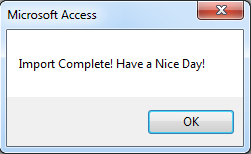 Microsoft Access
Import Complete! Have a Nice Day!
OK